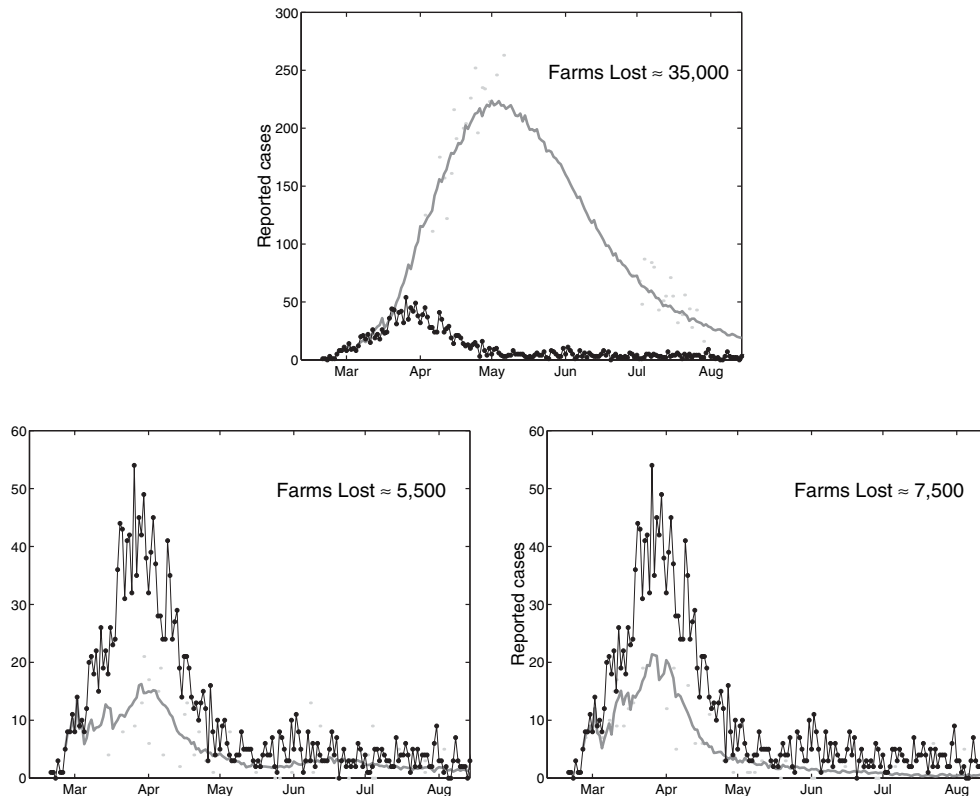 300
250
200
150
100
50
0
Reported cases
Farms Lost ≈ 35,000
Mar Apr May Jun Jul Aug
60
50
40
30
20
10
0
Farms Lost ≈ 5,500
Mar Apr May Jun Jul Aug
60
50
40
30
20
10
0
Reported cases
Farms Lost ≈ 7,500
Mar Apr May Jun Jul Aug